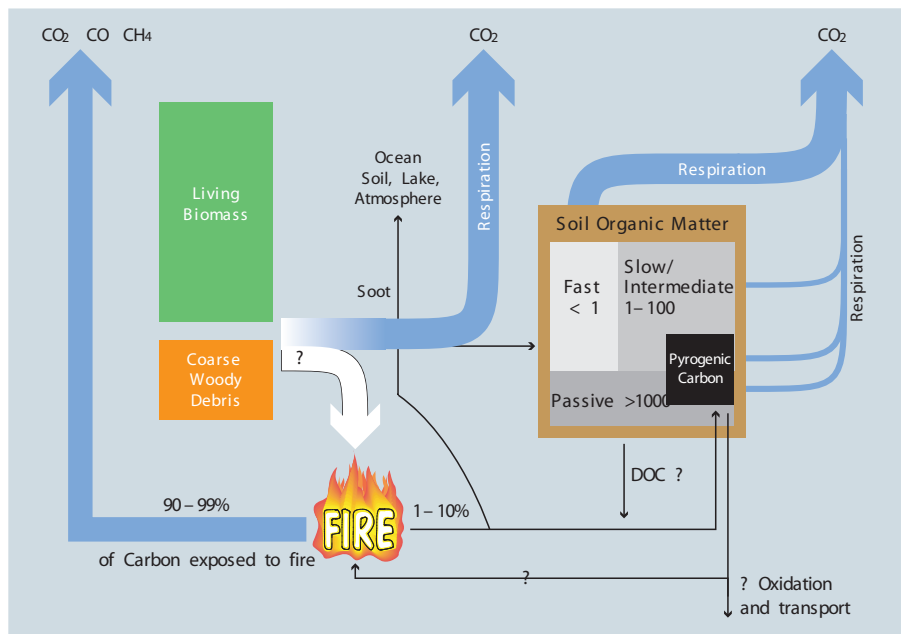 CO₂ CO CH₄
CO₂
CO₂
Living
Biomass
Ocean
Soil, Lake,
Atmosphere
Respiration
Respiration
Soil Organic Matter
Fast
< 1
Slow/
Intermediate
1–100
Respiration
Soot
?
Coarse
Woody
Debris
Pyrogenic
Carbon
Passive >1000
DOC ?
90–99%
FIRE
1–10%
of Carbon exposed to fire
?
? Oxidation
and transport